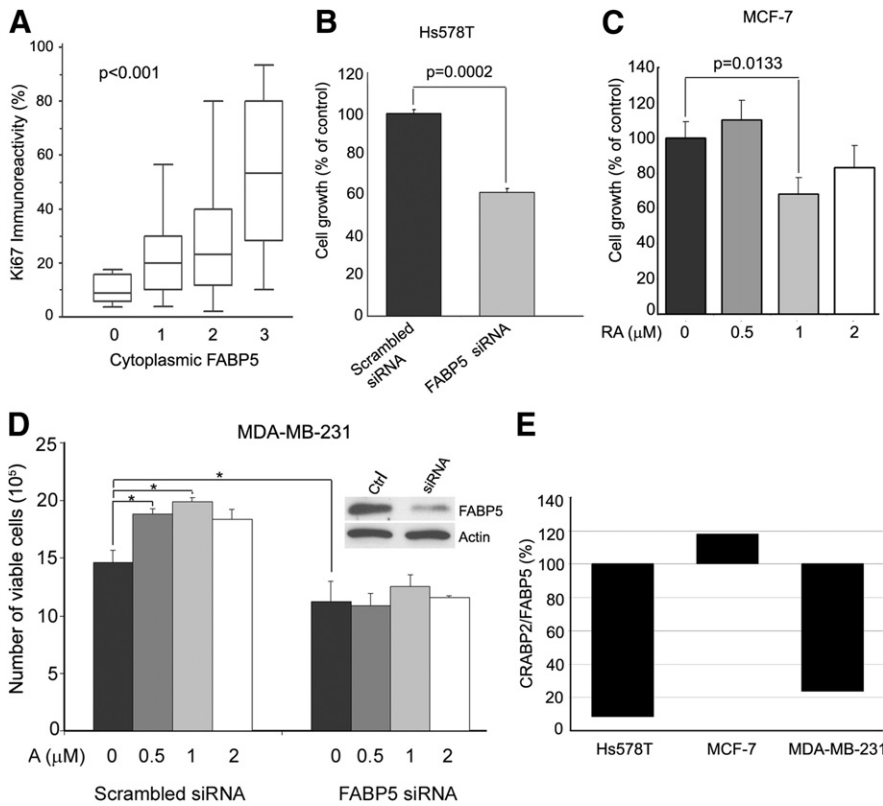 A
Ki67 Immunoreactivity (%)
100
80
60
40
20
0
p<0.001
0 1 2 3
Cytoplasmic FABP5
B
Hs578T
Cell growth (% of control)
120
100
80
60
40
20
0
p=0.0002
Scrambled siRNA
FABP5 siRNA
C
MCF-7
Cell growth (% of control)
140
120
100
80
60
40
20
0
p=0.0133
RA (μM) 0 0.5 1 2
D
MDA-MB-231
Number of viable cells (10⁵)
25
20
15
10
5
0
* * *
Ctrl siRNA
FABP5
Actin
A (μM) 0 0.5 1 2 0 0.5 1 2
Scrambled siRNA FABP5 siRNA
E
CRABP2/FABP5 (%)
120
100
80
60
40
20
0
Hs578T MCF-7 MDA-MB-231